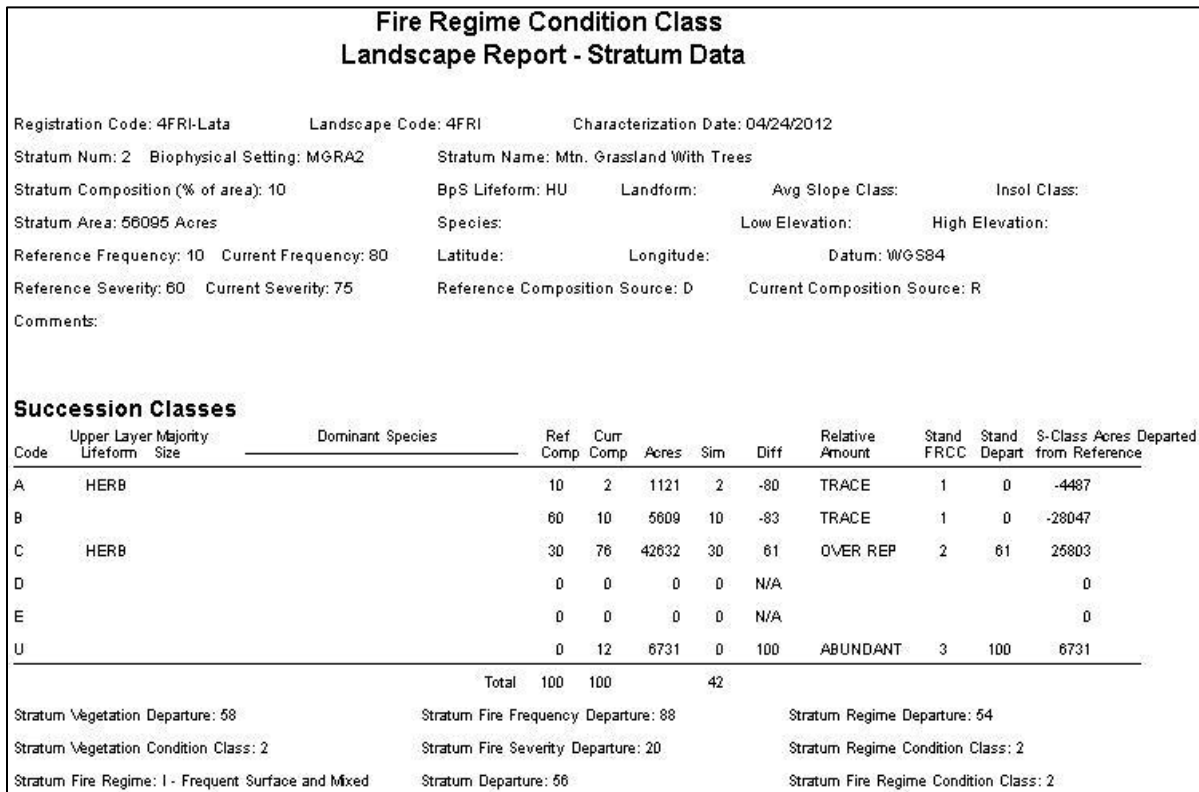 Fire Regime Condition Class
Landscape Report - Stratum Data
Registration Code: 4FRI-Lata Landscape Code: 4FRI Characterization Date: 04/24/2012
Stratum Num: 2 Biophysical Setting: MGRA2 Stratum Name: Mtn. Grassland With Trees
Stratum Composition (% of area): 10 BpS Lifeform: HU Landform: Avg Slope Class: Insol Class:
Stratum Area: 56095 Acres Species: Low Elevation: High Elevation:
Reference Frequency: 10 Current Frequency: 80 Latitude: Longitude: Datum: WGS84
Reference Severity: 60 Current Severity: 75 Reference Composition Source: D Current Composition Source: R
Comments:
Succession Classes
Upper Layer Majority Dominant Species Ref Curr Relative Stand Stand S-Class Acres Departed
Code Lifeform Size Comp Comp Acres Sim Diff Amount FRCC Depart from Reference
A HERB 10 2 1121 2 -80 TRACE 1 0 -4487
B 60 10 5609 10 -83 TRACE 1 0 -28047
C HERB 30 76 42632 30 61 OVER REP 2 61 25803
D 0 0 0 0 N/A 0
E 0 0 0 0 N/A 0
U 0 12 6731 0 100 ABUNDANT 3 100 6731
Total 100 100 42
Stratum Vegetation Departure: 58 Stratum Fire Frequency Departure: 88 Stratum Regime Departure: 54
Stratum Vegetation Condition Class: 2 Stratum Fire Severity Departure: 20 Stratum Regime Condition Class: 2
Stratum Fire Regime: I - Frequent Surface and Mixed Stratum Departure: 56 Stratum Fire Regime Condition Class: 2